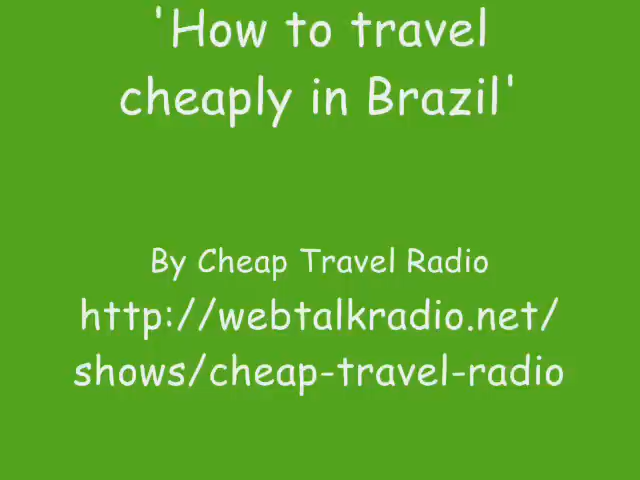 'How to travel
cheaply in Brazil'
By Cheap Travel Radio
http://webtalkradio.net/
shows/cheap-travel-radio